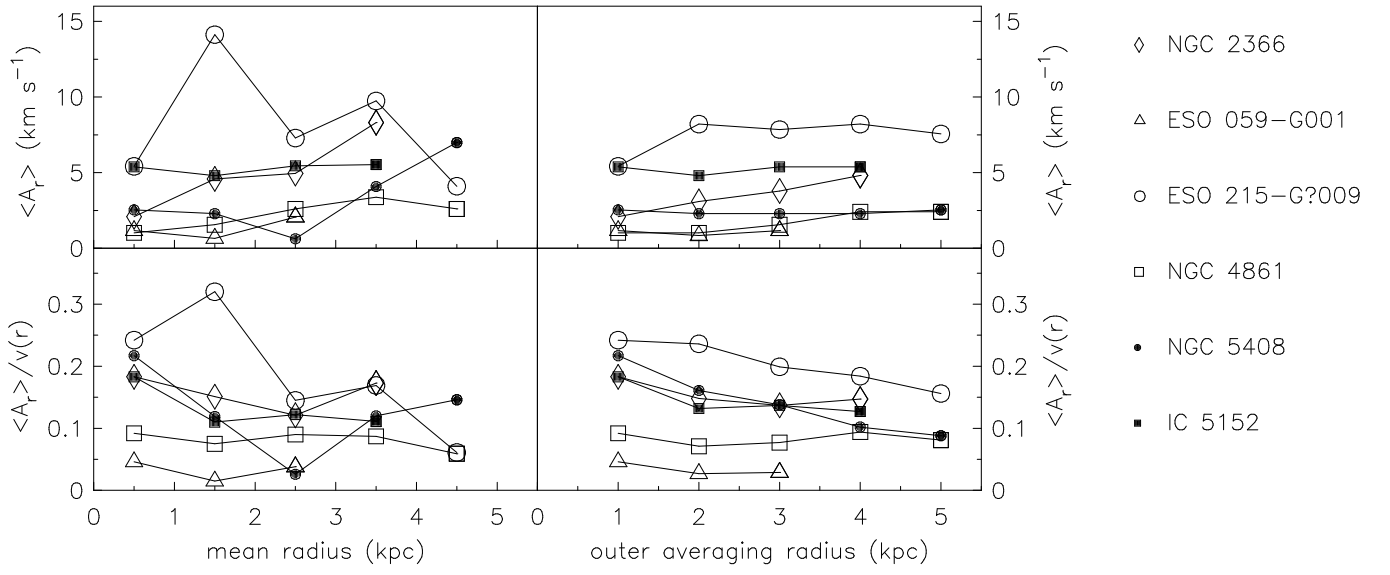 15
10
5
0
<A_r> (km s⁻¹)
15
10
5
0
<A_r> (km s⁻¹)
0.3
0.2
0.1
0
<A_r>/v(r)
0.3
0.2
0.1
0
<A_r>/v(r)
0 1 2 3 4 5
0 1 2 3 4 5
mean radius (kpc)
outer averaging radius (kpc)
NGC 2366
ESO 059-G001
ESO 215-G?009
NGC 4861
NGC 5408
IC 5152